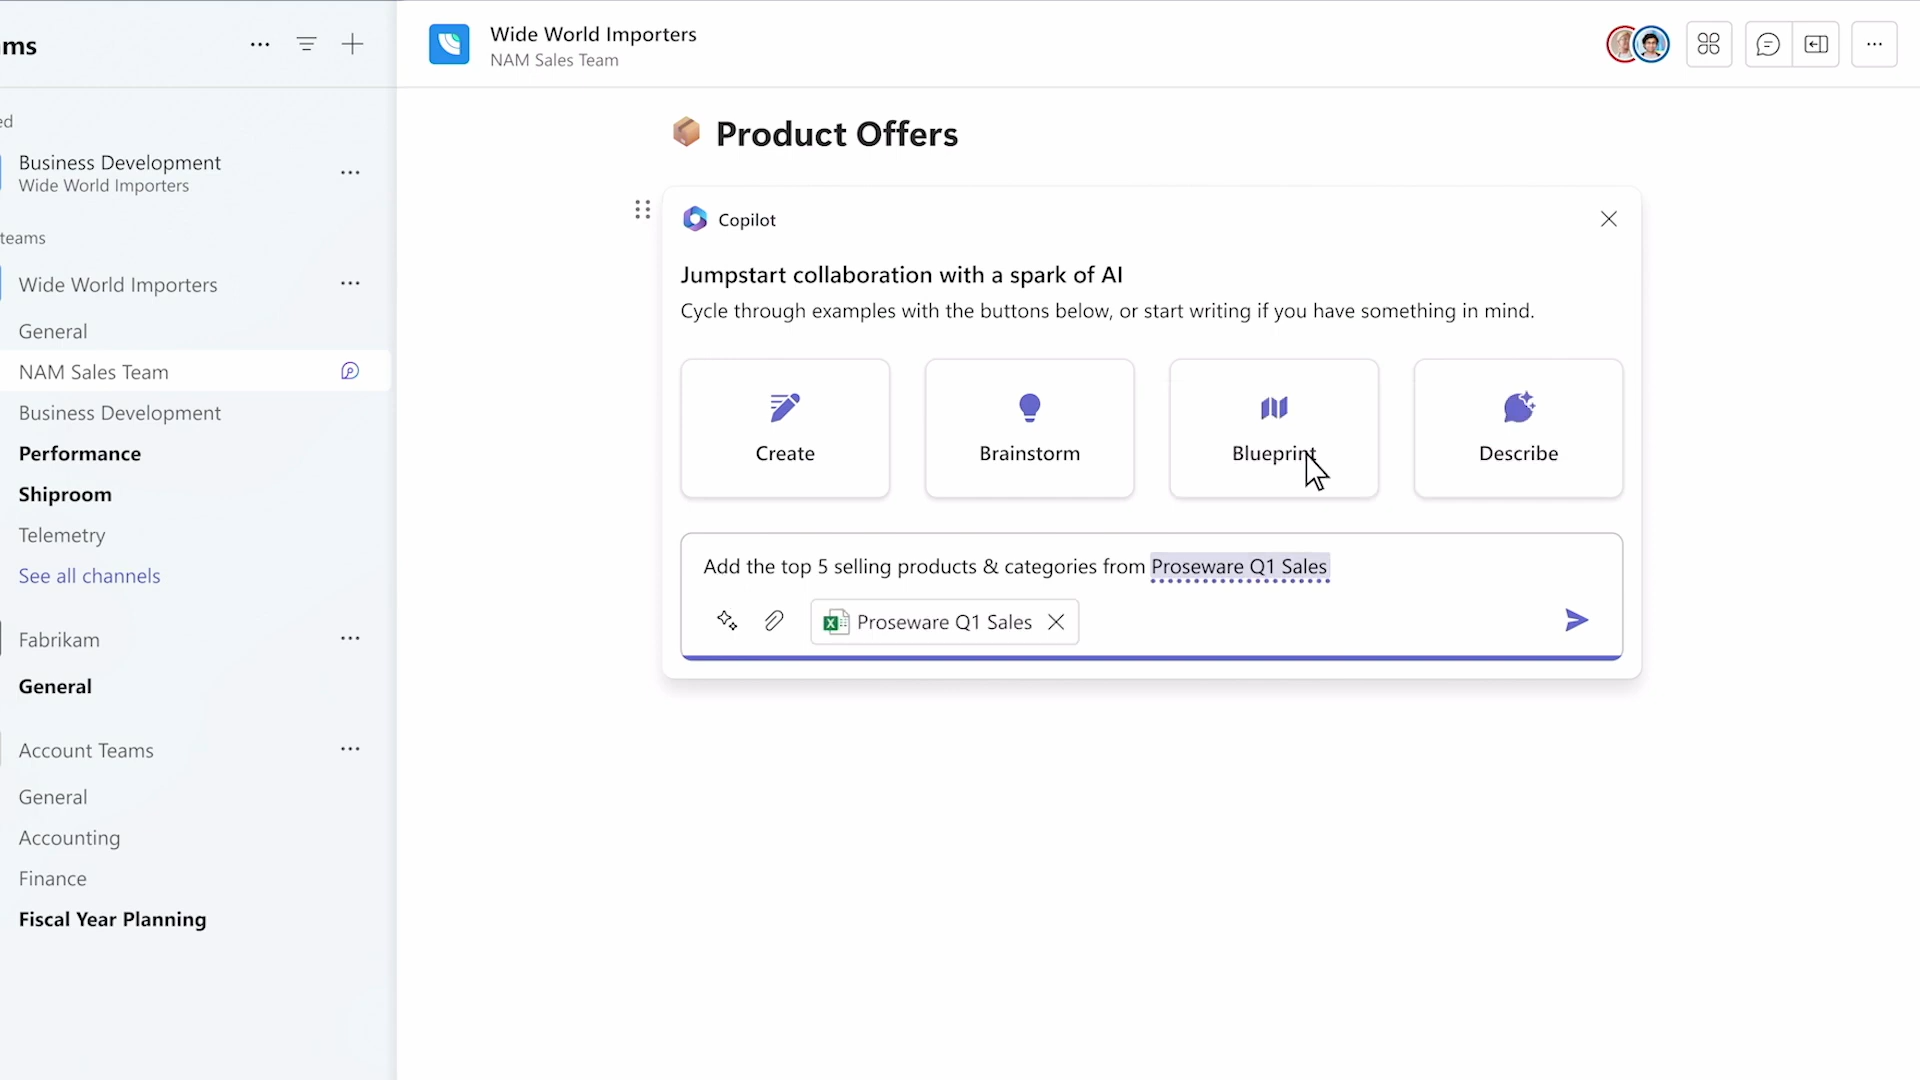 ms
Wide World Importers
NAM Sales Team
ed
Business Development
Wide World Importers
teams
Wide World Importers
General
NAM Sales Team
Business Development
Performance
Shiproom
Telemetry
See all channels
Fabrikam
General
Account Teams
General
Accounting
Finance
Fiscal Year Planning
Product Offers
Copilot
Jumpstart collaboration with a spark of AI
Cycle through examples with the buttons below, or start writing if you have something in mind.
Create
Brainstorm
Blueprint
Describe
Add the top 5 selling products & categories from Proseware Q1 Sales
Proseware Q1 Sales